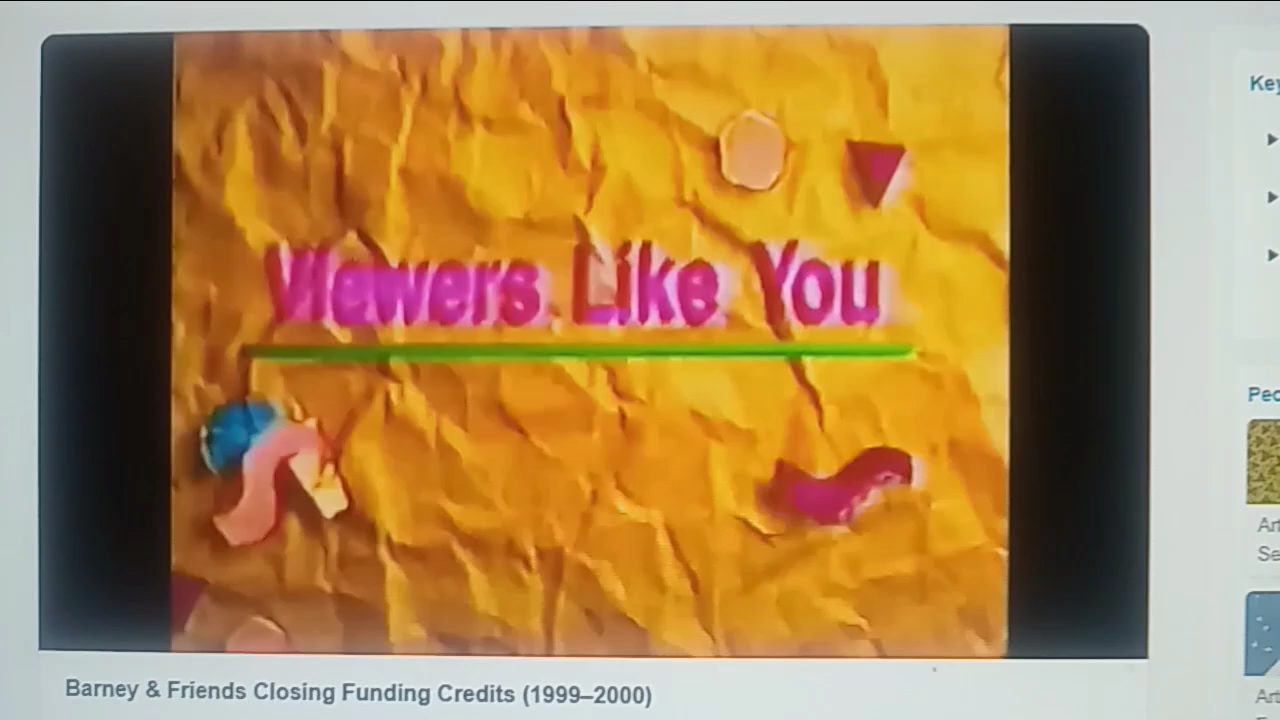 Viewers Like You
Barney & Friends Closing Funding Credits (1999–2000)